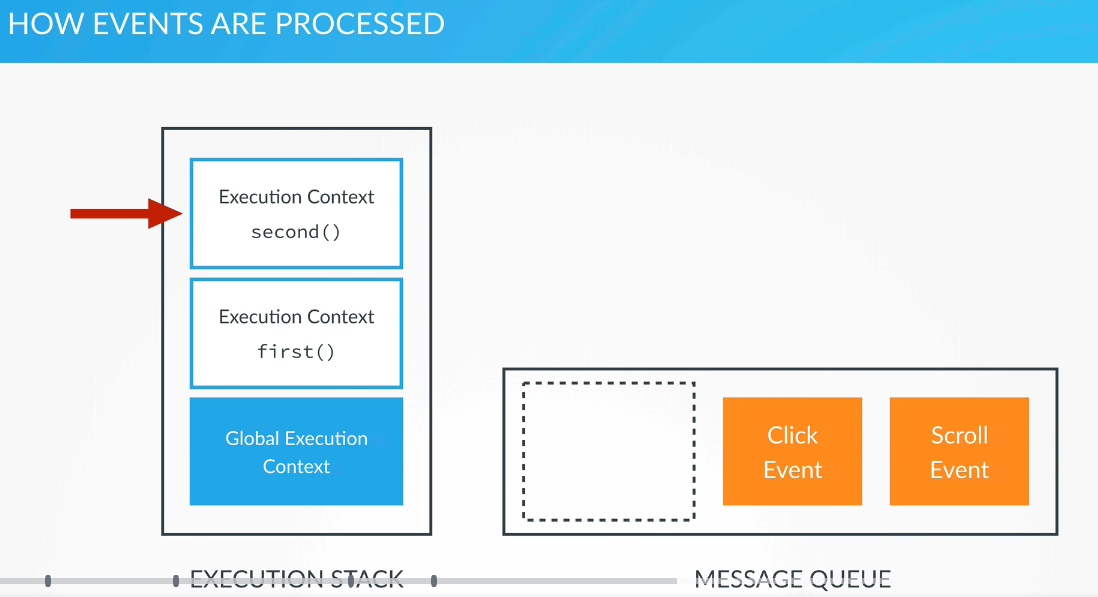 HOW EVENTS ARE PROCESSED
Execution Context
second()
Execution Context
first()
Global Execution
Context
Click
Event
Scroll
Event
EXECUTION STACK
MESSAGE QUEUE